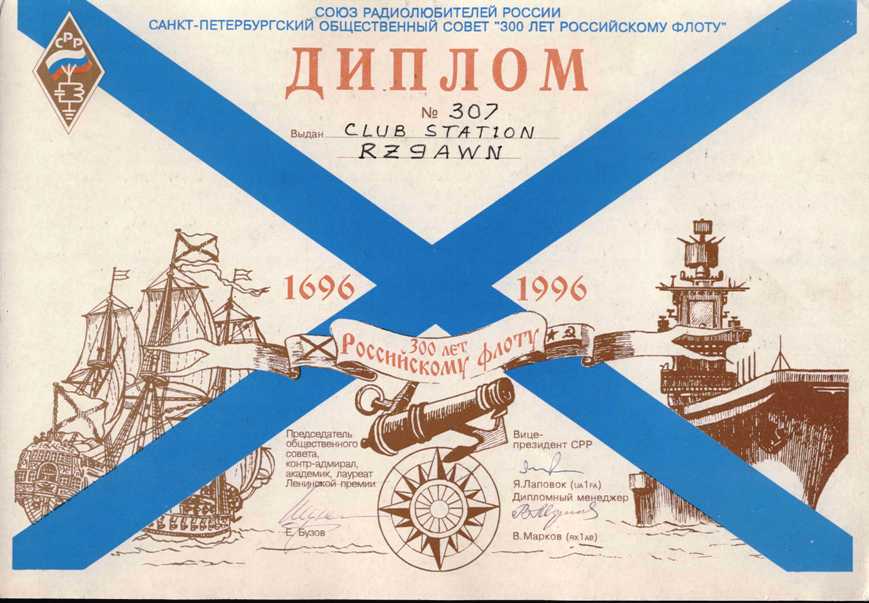 СОЮЗ РАДИОЛЮБИТЕЛЕЙ РОССИИ
САНКТ-ПЕТЕРБУРГСКИЙ ОБЩЕСТВЕННЫЙ СОВЕТ "300 ЛЕТ РОССИЙСКОМУ ФЛОТУ"
СРР
ДИПЛОМ
№ 307
Выдан CLUB STATION
RZ9AWN
1696 1996
300 ЛЕТ
Российскому флоту
Председатель
общественного
совета,
контр-адмирал,
академик, лауреат
Ленинской премии
Е. Бузов
Вице-
президент СРР
Я.Лаповок (UA1FA)
Дипломный менеджер
В.Марков (RX1AB)